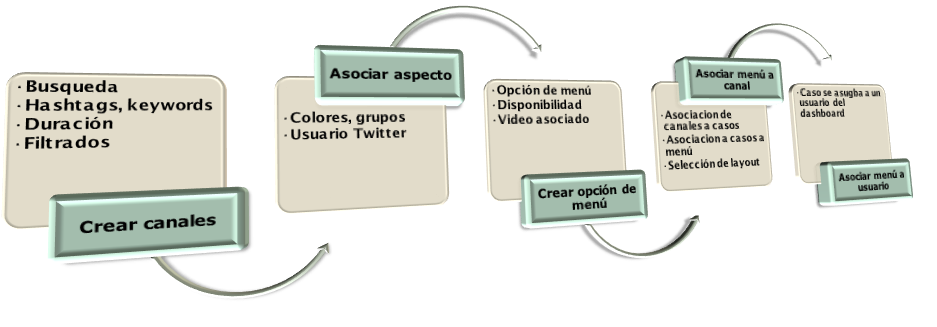 · Busqueda
· Hashtags, keywords
· Duración
· Filtrados
Crear canales
Asociar aspecto
· Colores, grupos
· Usuario Twitter
· Opción de menú
· Disponibilidad
· Video asociado
Crear opción de
menú
Asociar menú a
canal
· Asociacion de
canales a casos
· Asociacion a casos a
menú
· Selección de layout
· Caso se asugba a un
usuario del
dashboard
Asociar menú a
usuario